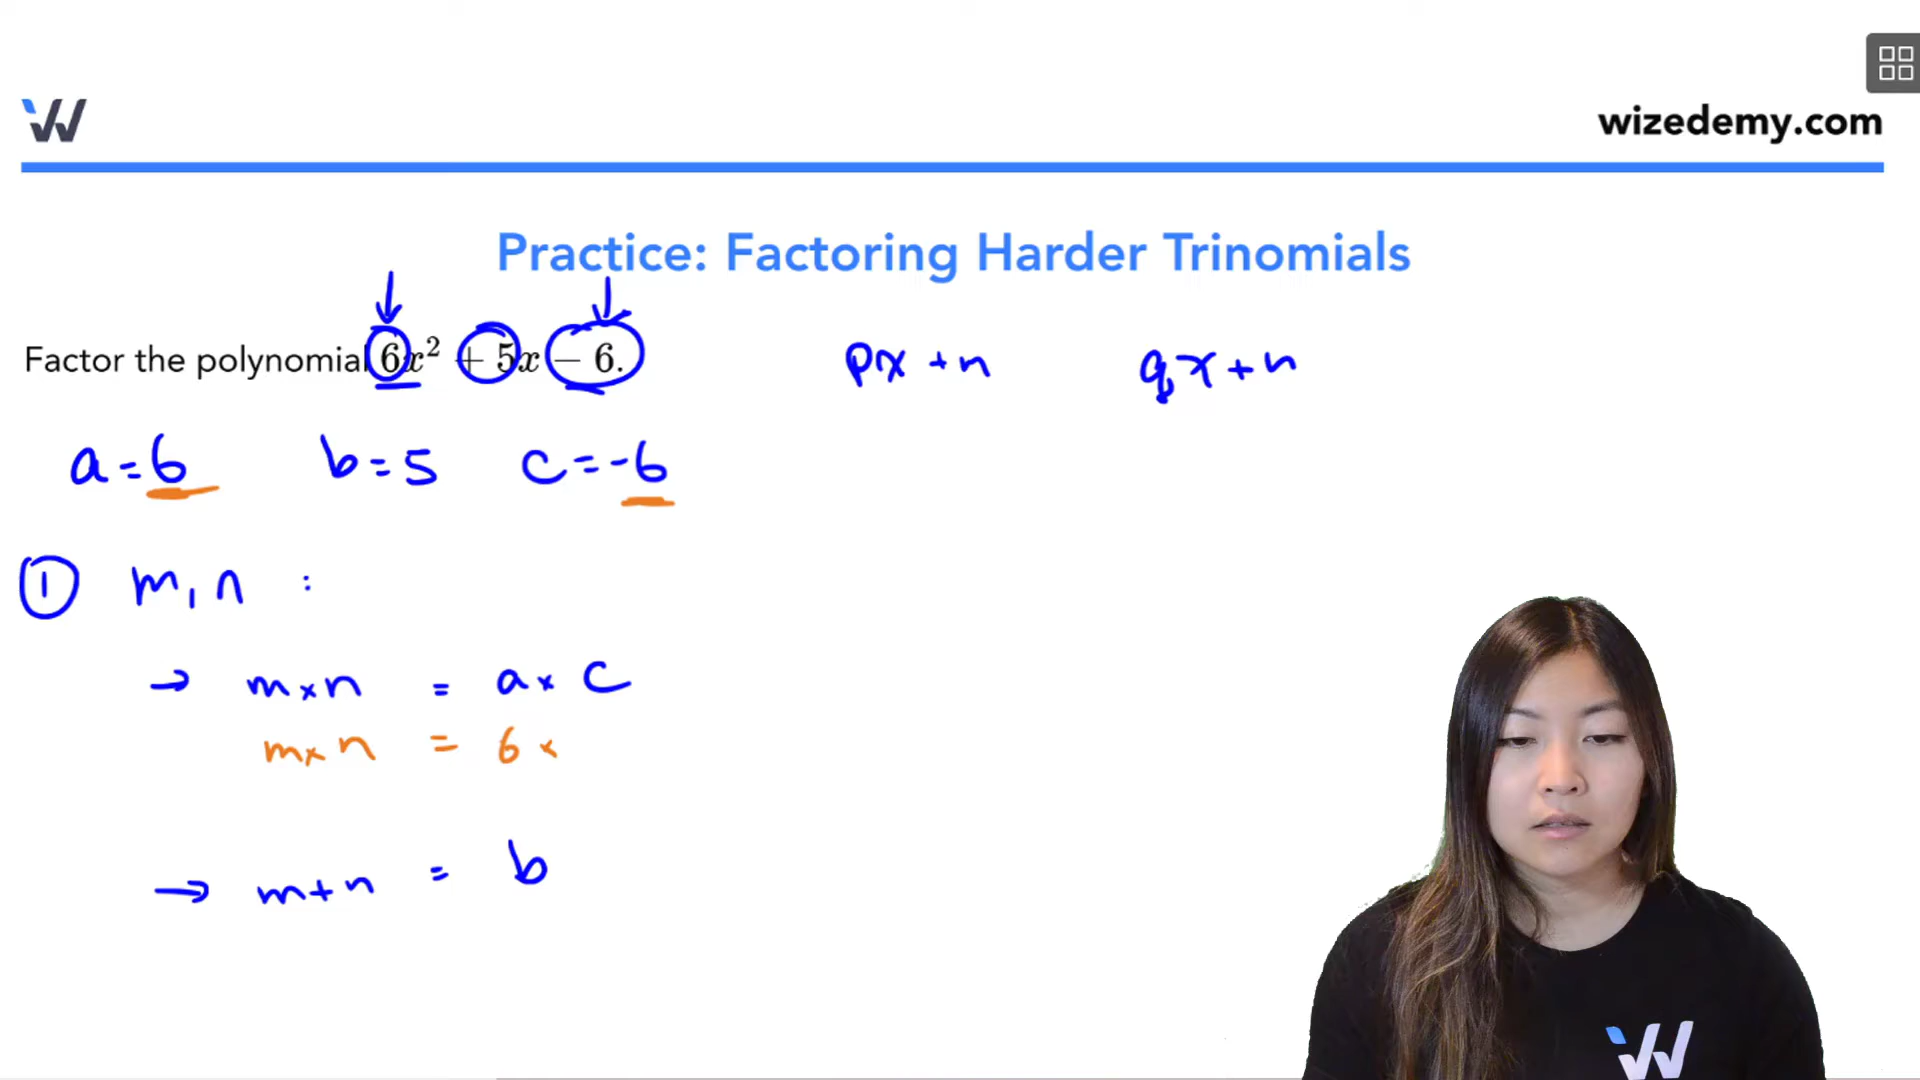 wizedemy.com
Practice: Factoring Harder Trinomials
Factor the polynomial 6x² + 5x − 6.
px + n qx + n
a = 6 b = 5 c = -6
① m, n :
→ m × n = a × c
m × n = 6 ×
→ m + n = b